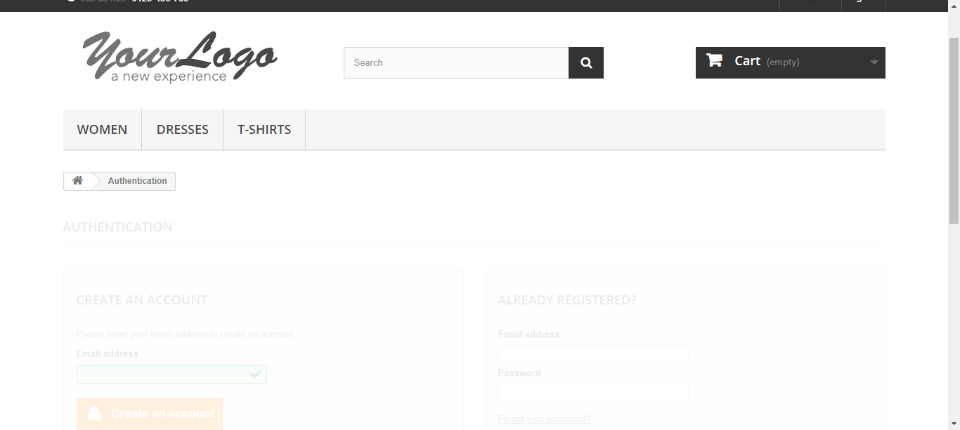 YourLogo
a new experience
Search
Cart (empty)
WOMEN
DRESSES
T-SHIRTS
Authentication
AUTHENTICATION
CREATE AN ACCOUNT
Please enter your email address to create an account.
Email address
Create an account
ALREADY REGISTERED?
Email address
Password
Forgot your password?